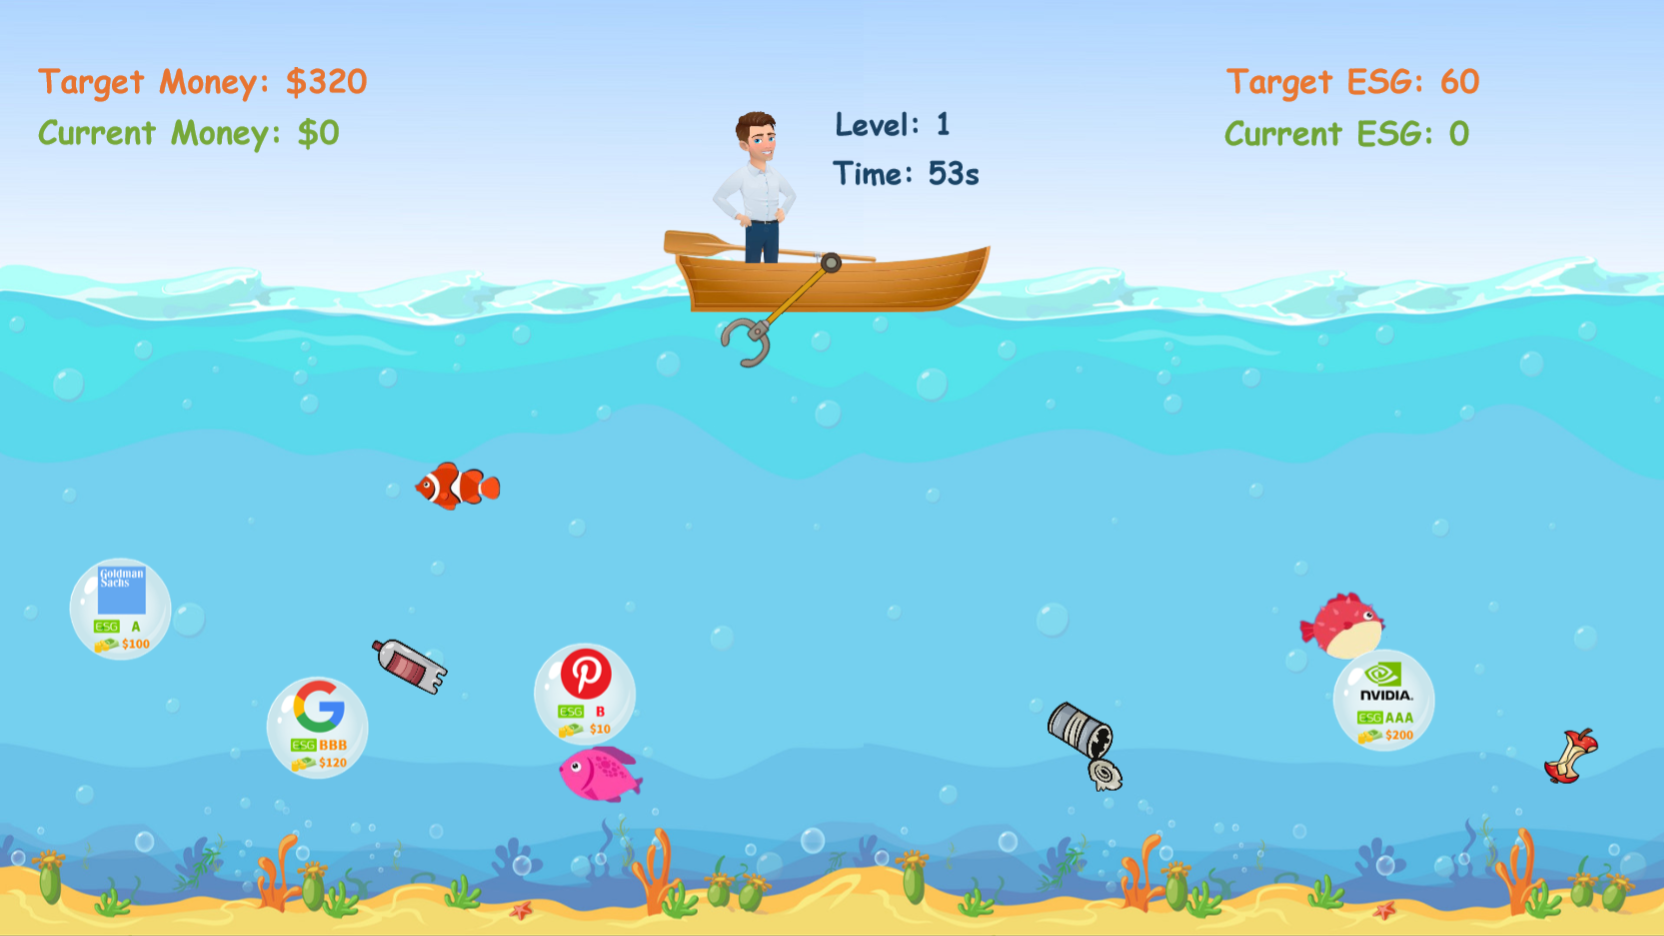 Target Money: $320
Current Money: $0
Level: 1
Time: 53s
Target ESG: 60
Current ESG: 0
Goldman
Sachs
ESG A
$100
ESG BBB
$120
ESG B
$10
NVIDIA.
ESG AAA
$200